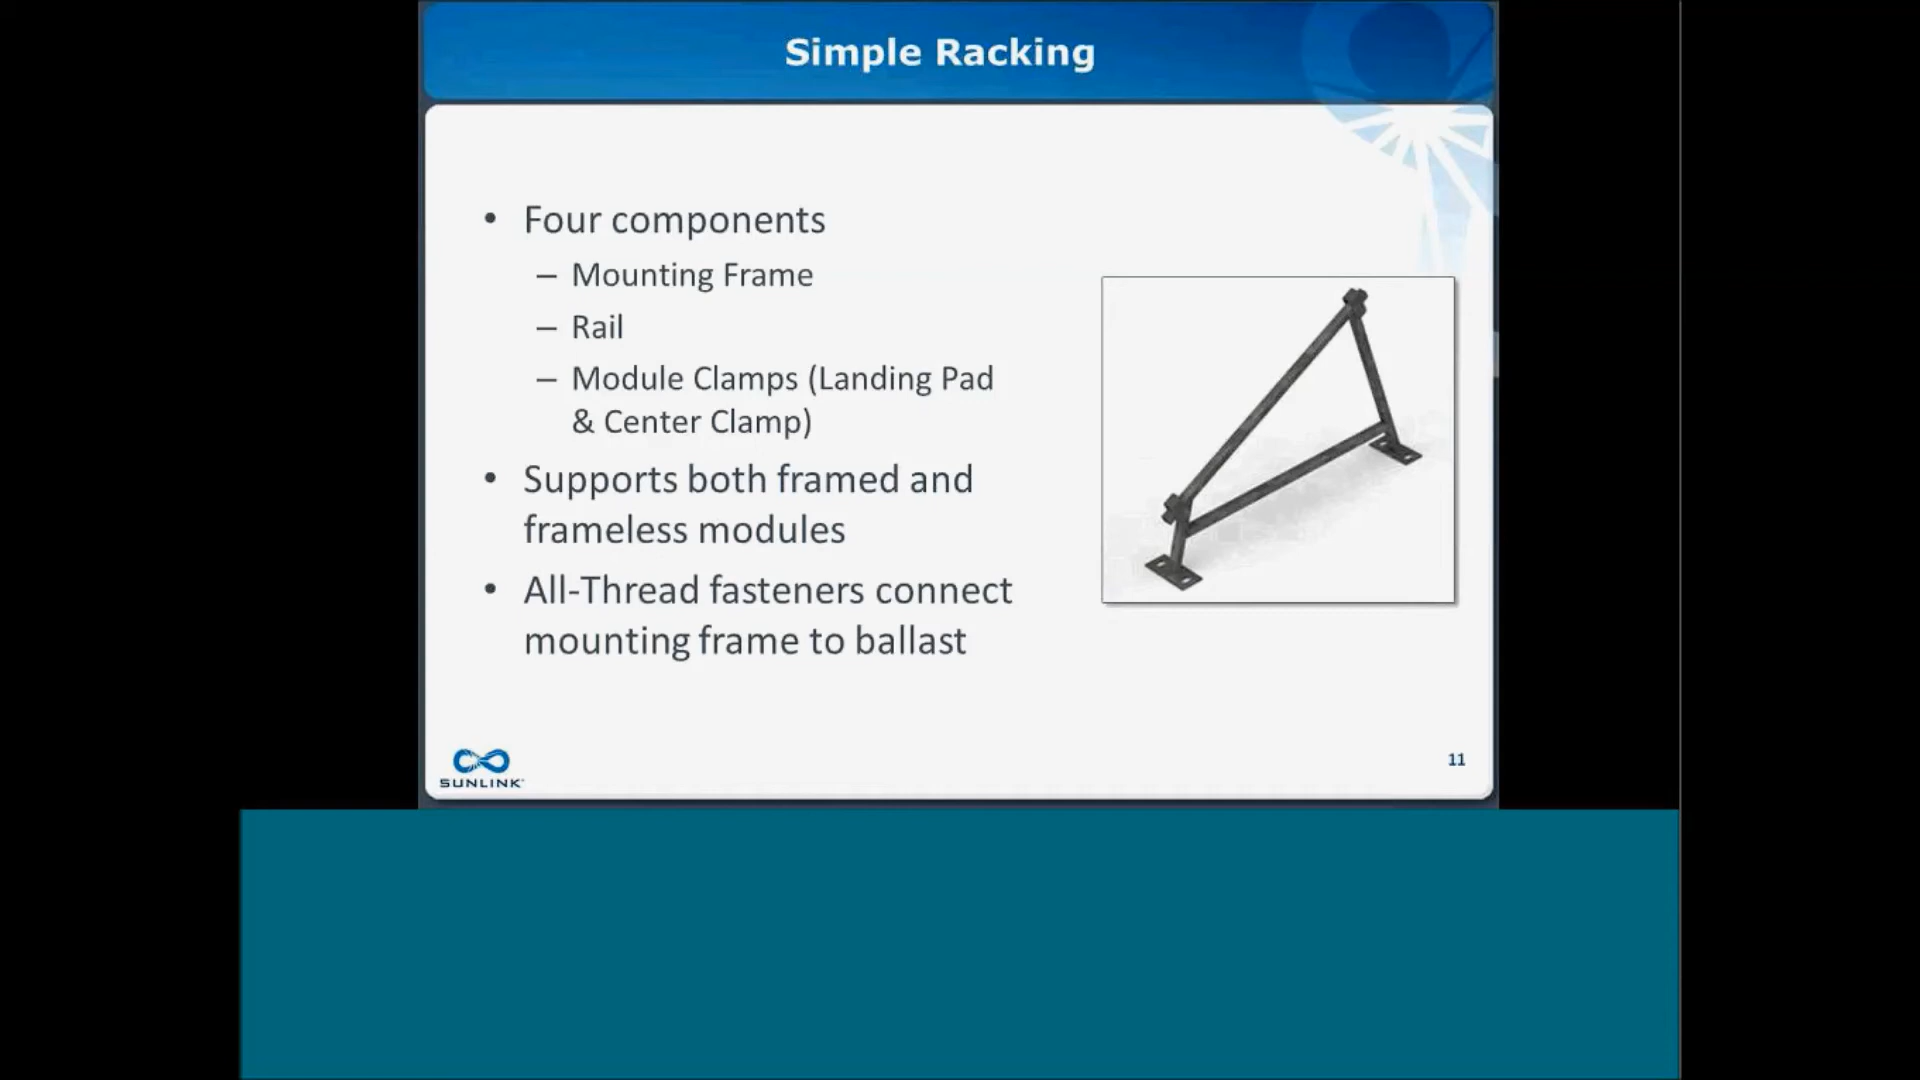 Simple Racking
• Four components
– Mounting Frame
– Rail
– Module Clamps (Landing Pad
& Center Clamp)
• Supports both framed and
frameless modules
• All-Thread fasteners connect
mounting frame to ballast
SUNLINK
11